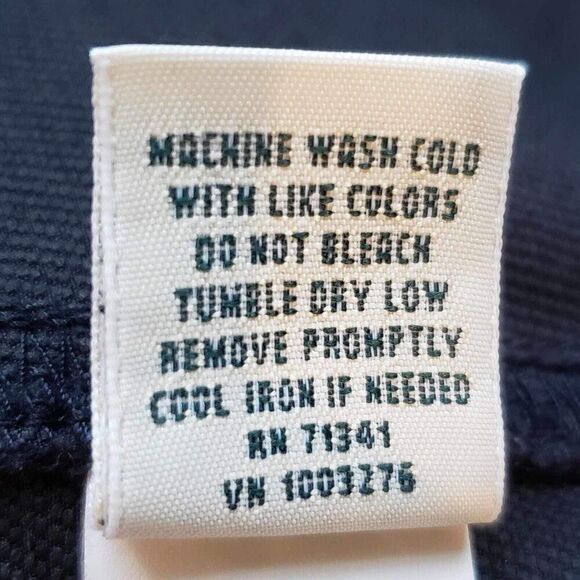 MACHINE WASH COLD
WITH LIKE COLORS
DO NOT BLEACH
TUMBLE DRY LOW
REMOVE PROMPTLY
COOL IRON IF NEEDED
RN 71341
VN 1003276